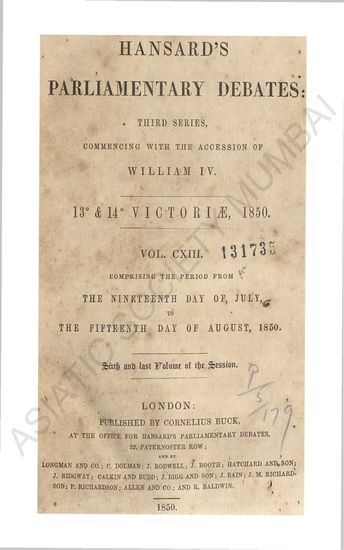 HANSARD'S
PARLIAMENTARY DEBATES:
THIRD SERIES,
COMMENCING WITH THE ACCESSION OF
WILLIAM IV.
13° & 14° VICTORIÆ, 1850.
VOL. CXIII.
131735
COMPRISING THE PERIOD FROM
THE NINETEENTH DAY OF JULY,
TO
THE FIFTEENTH DAY OF AUGUST, 1850.
Sixth and last Volume of the Session.
P/5/179
LONDON:
PUBLISHED BY CORNELIUS BUCK,
AT THE OFFICE FOR HANSARD'S PARLIAMENTARY DEBATES,
23, PATERNOSTER ROW;
AND BY
LONGMAN AND CO.; C. DOLMAN; J. RODWELL; J. BOOTH; HATCHARD AND SON;
J. RIDGWAY; CALKIN AND BUDD; J. BIGG AND SON; J. BAIN; J. M. RICHARD-
SON; P. RICHARDSON; ALLEN AND CO.; AND R. BALDWIN.
1850.
ASIATIC SOCIETY MUMBAI